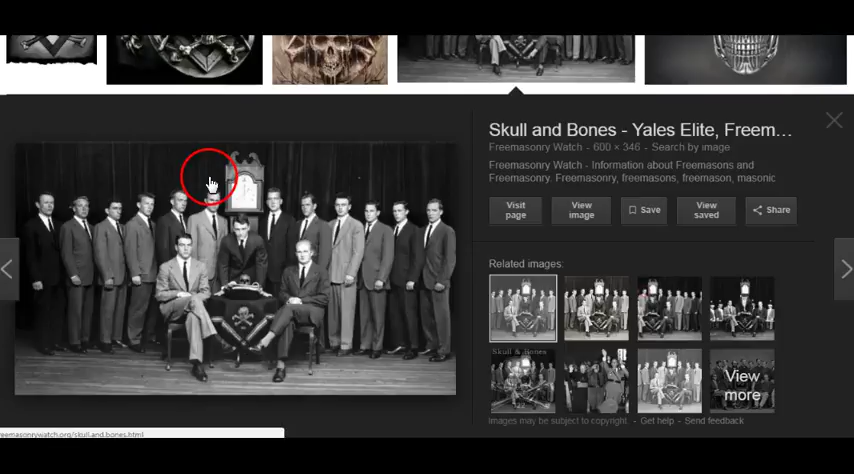 Skull and Bones - Yales Elite, Freem…
Freemasonry Watch - 600 × 346 - Search by image
Freemasonry Watch - Information about Freemasons and
Freemasonry. Freemasonry, freemasons, freemason, masonic
Visit
page
View
image
Save
View
saved
Share
Related images:
Skull & Bones
View
more
Images may be subject to copyright. - Get help - Send feedback
eemasonrywatch.org/skull.and.bones.html